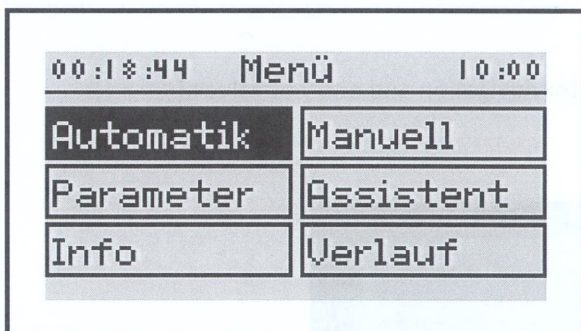 00:18:44 Menü 10:00
Automatik Manuell
Parameter Assistent
Info Verlauf